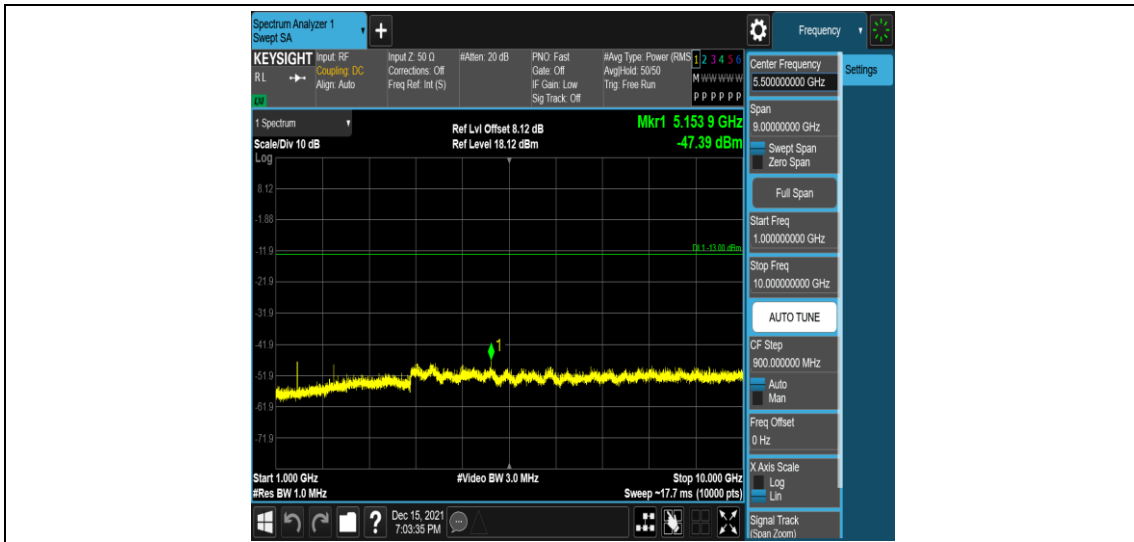 Spectrum Analyzer 1
Swept SA
+
Frequency
KEYSIGHT
RL
LXI
Input: RF
Coupling: DC
Align: Auto
Input Z: 50 Ω
Corrections: Off
Freq Ref: Int (S)
#Atten: 20 dB
PNO: Fast
Gate: Off
IF Gain: Low
Sig Track: Off
#Avg Type: Power (RMS
Avg|Hold: 50/50
Trig: Free Run
1 2 3 4 5 6
M W W W W W
P P P P P P
1 Spectrum
Scale/Div 10 dB
Log
Ref Lvl Offset 8.12 dB
Ref Level 18.12 dBm
Mkr1 5.153 9 GHz
-47.39 dBm
8.12
-1.88
-11.9
DL1 -13.00 dBm
-21.9
-31.9
-41.9
1
-51.9
-61.9
-71.9
Start 1.000 GHz
#Res BW 1.0 MHz
#Video BW 3.0 MHz
Stop 10.000 GHz
Sweep ~17.7 ms (10000 pts)
Center Frequency
5.500000000 GHz
Settings
Span
9.00000000 GHz
Swept Span
Zero Span
Full Span
Start Freq
1.000000000 GHz
Stop Freq
10.000000000 GHz
AUTO TUNE
CF Step
900.000000 MHz
Auto
Man
Freq Offset
0 Hz
X Axis Scale
Log
Lin
Signal Track
(Span Zoom)
?
Dec 15, 2021
7:03:35 PM